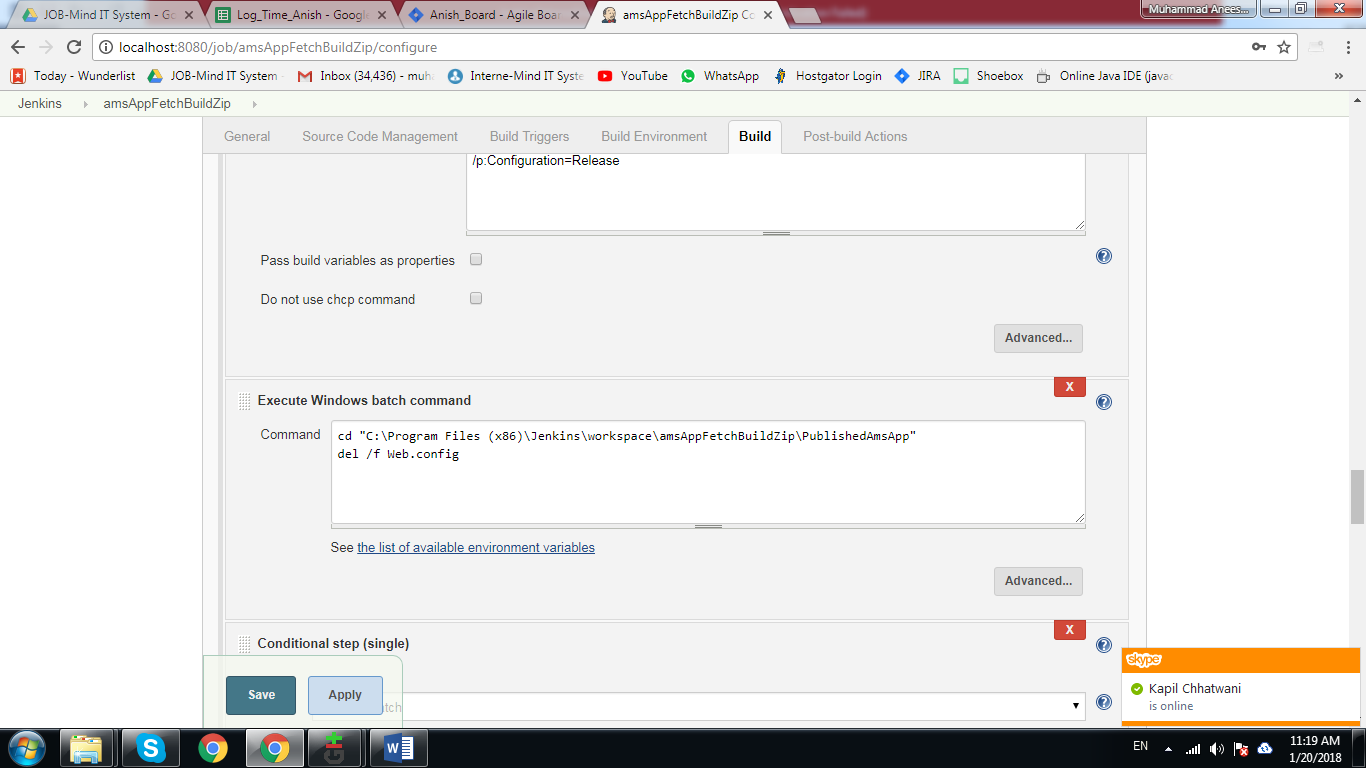 JOB-Mind IT System - Go
Log_Time_Anish - Google
Anish_Board - Agile Boar
amsAppFetchBuildZip Co
Muhammad Anees...
localhost:8080/job/amsAppFetchBuildZip/configure
Today - Wunderlist
JOB-Mind IT System
Inbox (34,436) - muh
Interne-Mind IT Syste
YouTube
WhatsApp
Hostgator Login
JIRA
Shoebox
Online Java IDE (javac
»
Jenkins
amsAppFetchBuildZip
General
Source Code Management
Build Triggers
Build Environment
Build
Post-build Actions
/p:Configuration=Release
Pass build variables as properties
Do not use chcp command
Advanced...
X
Execute Windows batch command
Command
cd "C:\Program Files (x86)\Jenkins\workspace\amsAppFetchBuildZip\PublishedAmsApp"
del /f Web.config
See the list of available environment variables
Advanced...
X
Conditional step (single)
Save
Apply
tch
skype
Kapil Chhatwani
is online
EN
11:19 AM
1/20/2018